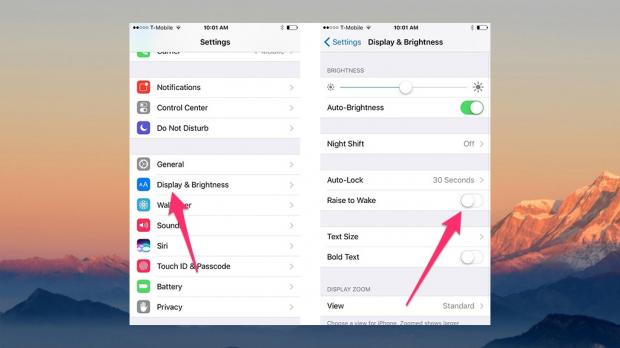 T-Mobile 10:01 AM
Settings
Carrier
Notifications
Control Center
Do Not Disturb
General
Display & Brightness
Sounds
Siri
Touch ID & Passcode
Battery
Privacy
T-Mobile 10:01 AM
Settings Display & Brightness
BRIGHTNESS
Auto-Brightness
Night Shift Off
Auto-Lock 30 Seconds
Raise to Wake
Text Size
Bold Text
DISPLAY ZOOM
View Standard
Choose a view for iPhone. Zoomed shows larger